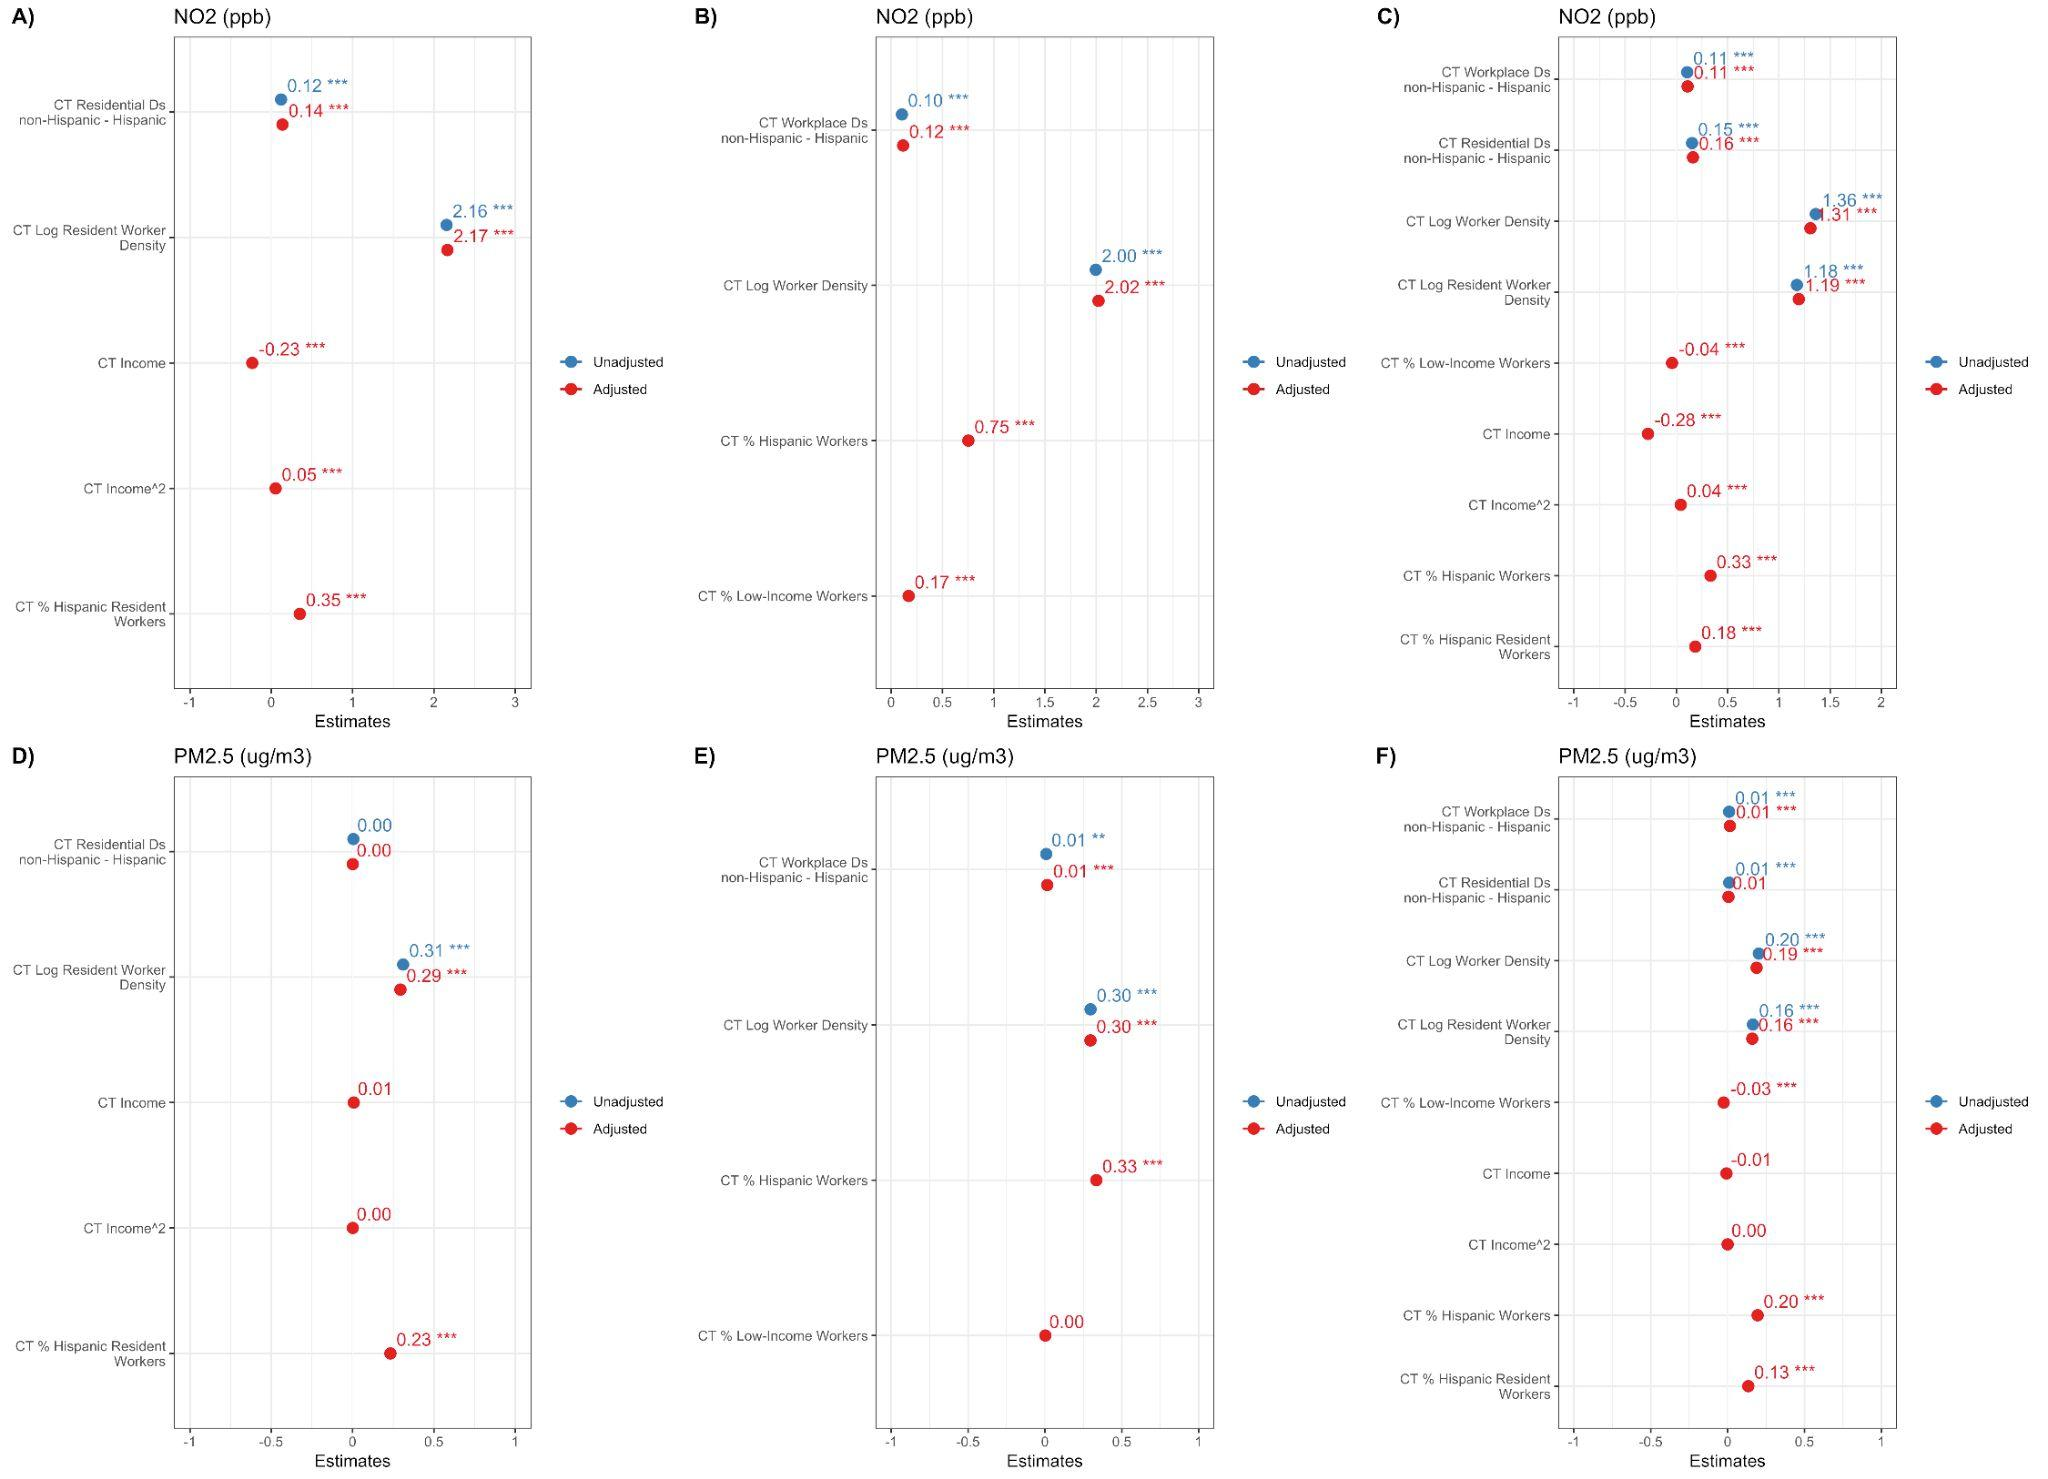 A)
NO2 (ppb)
CT Residential Ds
non-Hispanic - Hispanic
0.12 ***
0.14 ***
CT Log Resident Worker
Density
2.16 ***
2.17 ***
CT Income
-0.23 ***
CT Income^2
0.05 ***
CT % Hispanic Resident
Workers
0.35 ***
-1 0 1 2 3
Estimates
Unadjusted
Adjusted
B)
NO2 (ppb)
CT Workplace Ds
non-Hispanic - Hispanic
0.10 ***
0.12 ***
CT Log Worker Density
2.00 ***
2.02 ***
CT % Hispanic Workers
0.75 ***
CT % Low-Income Workers
0.17 ***
0 0.5 1 1.5 2 2.5 3
Estimates
Unadjusted
Adjusted
C)
NO2 (ppb)
CT Workplace Ds
non-Hispanic - Hispanic
0.11 ***
0.11 ***
CT Residential Ds
non-Hispanic - Hispanic
0.15 ***
0.16 ***
CT Log Worker Density
1.36 ***
1.31 ***
CT Log Resident Worker
Density
1.18 ***
1.19 ***
CT % Low-Income Workers
-0.04 ***
CT Income
-0.28 ***
CT Income^2
0.04 ***
CT % Hispanic Workers
0.33 ***
CT % Hispanic Resident
Workers
0.18 ***
-1 -0.5 0 0.5 1 1.5 2
Estimates
Unadjusted
Adjusted
D)
PM2.5 (ug/m3)
CT Residential Ds
non-Hispanic - Hispanic
0.00
0.00
CT Log Resident Worker
Density
0.31 ***
0.29 ***
CT Income
0.01
CT Income^2
0.00
CT % Hispanic Resident
Workers
0.23 ***
-1 -0.5 0 0.5 1
Estimates
Unadjusted
Adjusted
E)
PM2.5 (ug/m3)
CT Workplace Ds
non-Hispanic - Hispanic
0.01 **
0.01 ***
CT Log Worker Density
0.30 ***
0.30 ***
CT % Hispanic Workers
0.33 ***
CT % Low-Income Workers
0.00
-1 -0.5 0 0.5 1
Estimates
Unadjusted
Adjusted
F)
PM2.5 (ug/m3)
CT Workplace Ds
non-Hispanic - Hispanic
0.01 ***
0.01 ***
CT Residential Ds
non-Hispanic - Hispanic
0.01 ***
0.01
CT Log Worker Density
0.20 ***
0.19 ***
CT Log Resident Worker
Density
0.16 ***
0.16 ***
CT % Low-Income Workers
-0.03 ***
CT Income
-0.01
CT Income^2
0.00
CT % Hispanic Workers
0.20 ***
CT % Hispanic Resident
Workers
0.13 ***
-1 -0.5 0 0.5 1
Estimates
Unadjusted
Adjusted